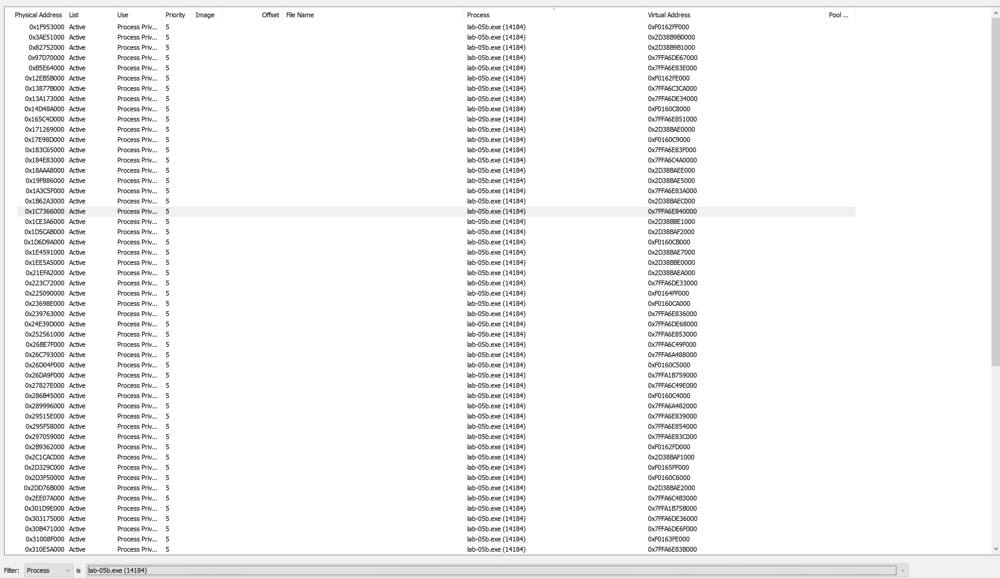 Physical Address List Use Priority Image Offset File Name Process Virtual Address Pool ...
0x1F953000 Active Process Priv... 5 lab-05b.exe (14184) 0xF0162FF000
0x3AE51000 Active Process Priv... 5 lab-05b.exe (14184) 0x2D38B9B0000
0x82752000 Active Process Priv... 5 lab-05b.exe (14184) 0x2D38B9B1000
0x97D70000 Active Process Priv... 5 lab-05b.exe (14184) 0x7FFA6DE67000
0xB5E64000 Active Process Priv... 5 lab-05b.exe (14184) 0x7FFA6E83E000
0x12EB5B000 Active Process Priv... 5 lab-05b.exe (14184) 0xF0162FE000
0x13877B000 Active Process Priv... 5 lab-05b.exe (14184) 0x7FFA6C3CA000
0x13A173000 Active Process Priv... 5 lab-05b.exe (14184) 0x7FFA6DE34000
0x14D48A000 Active Process Priv... 5 lab-05b.exe (14184) 0xF0160C8000
0x165C4D000 Active Process Priv... 5 lab-05b.exe (14184) 0x7FFA6E851000
0x171269000 Active Process Priv... 5 lab-05b.exe (14184) 0x2D38BAE0000
0x17E98D000 Active Process Priv... 5 lab-05b.exe (14184) 0xF0160C9000
0x183C65000 Active Process Priv... 5 lab-05b.exe (14184) 0x7FFA6E83F000
0x184E83000 Active Process Priv... 5 lab-05b.exe (14184) 0x7FFA6C4A0000
0x18AAA8000 Active Process Priv... 5 lab-05b.exe (14184) 0x2D38BAEE000
0x19F886000 Active Process Priv... 5 lab-05b.exe (14184) 0x2D38BAE5000
0x1A3C5F000 Active Process Priv... 5 lab-05b.exe (14184) 0x7FFA6E83A000
0x1B62A3000 Active Process Priv... 5 lab-05b.exe (14184) 0x2D38BAEC000
0x1C7366000 Active Process Priv... 5 lab-05b.exe (14184) 0x7FFA6E840000
0x1CE3A6000 Active Process Priv... 5 lab-05b.exe (14184) 0x2D38BBE1000
0x1D5CAB000 Active Process Priv... 5 lab-05b.exe (14184) 0x2D38BAF2000
0x1D6D9A000 Active Process Priv... 5 lab-05b.exe (14184) 0xF0160CB000
0x1E4591000 Active Process Priv... 5 lab-05b.exe (14184) 0x2D38BAE7000
0x1EE5A5000 Active Process Priv... 5 lab-05b.exe (14184) 0x2D38BBE0000
0x21EFA2000 Active Process Priv... 5 lab-05b.exe (14184) 0x2D38BAEA000
0x223C72000 Active Process Priv... 5 lab-05b.exe (14184) 0x7FFA6DE33000
0x225090000 Active Process Priv... 5 lab-05b.exe (14184) 0xF0164FF000
0x23698E000 Active Process Priv... 5 lab-05b.exe (14184) 0xF0160CA000
0x239763000 Active Process Priv... 5 lab-05b.exe (14184) 0x7FFA6E836000
0x24E39D000 Active Process Priv... 5 lab-05b.exe (14184) 0x7FFA6DE68000
0x252561000 Active Process Priv... 5 lab-05b.exe (14184) 0x7FFA6E853000
0x26BE7F000 Active Process Priv... 5 lab-05b.exe (14184) 0x7FFA6C49F000
0x26C793000 Active Process Priv... 5 lab-05b.exe (14184) 0x7FFA6A488000
0x26D04F000 Active Process Priv... 5 lab-05b.exe (14184) 0xF0160C5000
0x26DA9F000 Active Process Priv... 5 lab-05b.exe (14184) 0x7FFA1B759000
0x27827E000 Active Process Priv... 5 lab-05b.exe (14184) 0x7FFA6C49E000
0x286B45000 Active Process Priv... 5 lab-05b.exe (14184) 0xF0160C4000
0x289996000 Active Process Priv... 5 lab-05b.exe (14184) 0x7FFA6A482000
0x29515E000 Active Process Priv... 5 lab-05b.exe (14184) 0x7FFA6E839000
0x295F58000 Active Process Priv... 5 lab-05b.exe (14184) 0x7FFA6E854000
0x297059000 Active Process Priv... 5 lab-05b.exe (14184) 0x7FFA6E83C000
0x2B9362000 Active Process Priv... 5 lab-05b.exe (14184) 0xF0162FD000
0x2C1CAC000 Active Process Priv... 5 lab-05b.exe (14184) 0x2D38BAF1000
0x2D329C000 Active Process Priv... 5 lab-05b.exe (14184) 0xF0165FF000
0x2D3F50000 Active Process Priv... 5 lab-05b.exe (14184) 0xF0160C6000
0x2DD76B000 Active Process Priv... 5 lab-05b.exe (14184) 0x2D38BAE2000
0x2EE07A000 Active Process Priv... 5 lab-05b.exe (14184) 0x7FFA6C4B3000
0x301D9E000 Active Process Priv... 5 lab-05b.exe (14184) 0x7FFA1B75B000
0x303175000 Active Process Priv... 5 lab-05b.exe (14184) 0x7FFA6DE36000
0x30B471000 Active Process Priv... 5 lab-05b.exe (14184) 0x7FFA6DE6F000
0x31008F000 Active Process Priv... 5 lab-05b.exe (14184) 0xF0163FE000
0x310E5A000 Active Process Priv... 5 lab-05b.exe (14184) 0x7FFA6E83B000
Filter: Process is lab-05b.exe (14184)